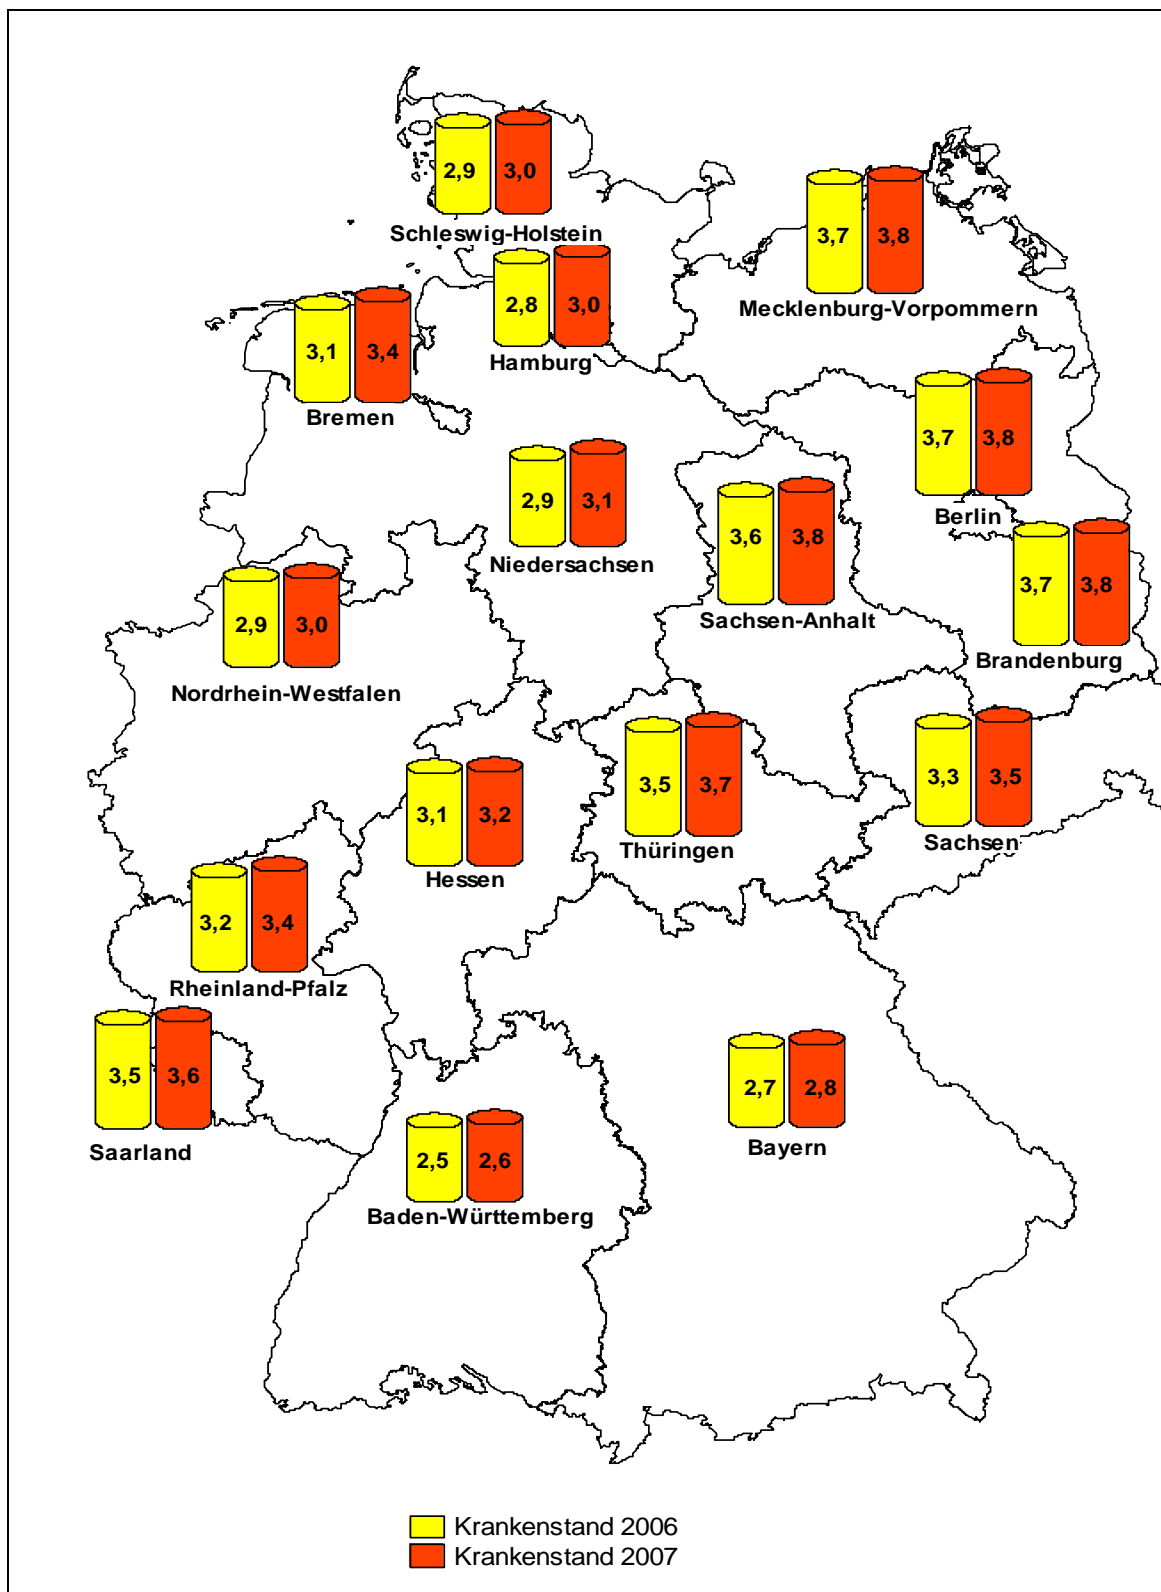 2,9 3,0
Schleswig-Holstein
3,7 3,8
Mecklenburg-Vorpommern
2,8 3,0
Hamburg
3,1 3,4
Bremen
3,7 3,8
Berlin
2,9 3,1
Niedersachsen
3,6 3,8
Sachsen-Anhalt
3,7 3,8
Brandenburg
2,9 3,0
Nordrhein-Westfalen
3,5 3,7
Thüringen
3,3 3,5
Sachsen
3,1 3,2
Hessen
3,2 3,4
Rheinland-Pfalz
3,5 3,6
Saarland
2,7 2,8
Bayern
2,5 2,6
Baden-Württemberg
Krankenstand 2006
Krankenstand 2007